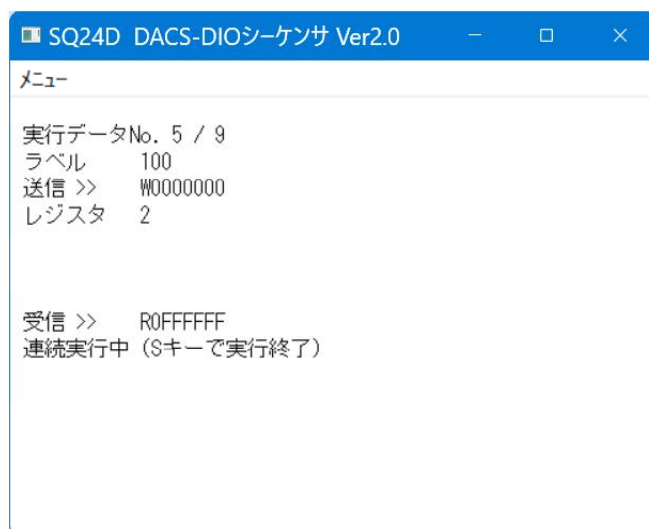 SQ24D DACS-DIOシーケンサ Ver2.0
メニュー
実行データNo. 5 / 9
ラベル 100
送信 >> W0000000
レジスタ 2
受信 >> R0FFFFFF
連続実行中 (Sキーで実行終了)